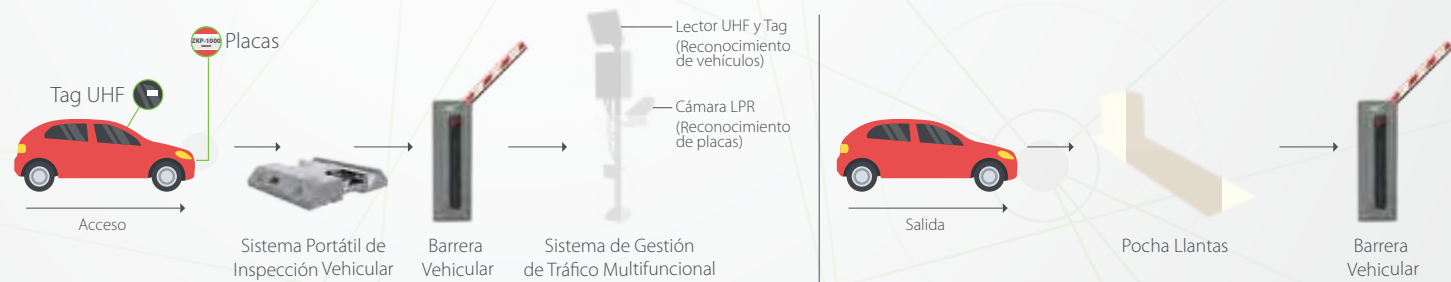 ZKP-1000
Placas
Tag UHF
Acceso
Sistema Portátil de
Inspección Vehicular
Barrera
Vehicular
Lector UHF y Tag
(Reconocimiento
de vehículos)
Cámara LPR
(Reconocimiento
de placas)
Sistema de Gestión
de Tráfico Multifuncional
Salida
Pocha Llantas
Barrera
Vehicular